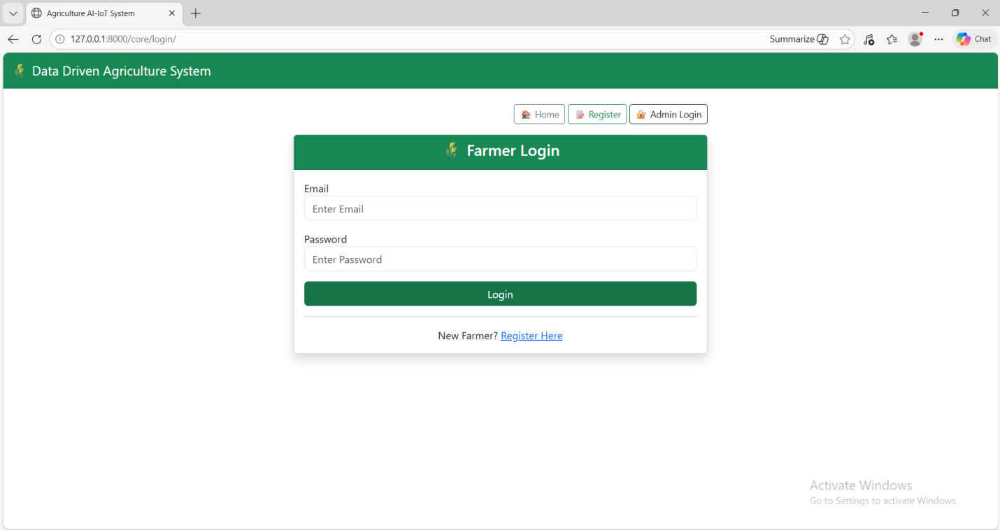 Agriculture AI-IoT System
127.0.0.1:8000/core/login/
Summarize
Chat
Data Driven Agriculture System
Home
Register
Admin Login
Farmer Login
Email
Enter Email
Password
Enter Password
Login
New Farmer? Register Here
Activate Windows
Go to Settings to activate Windows.